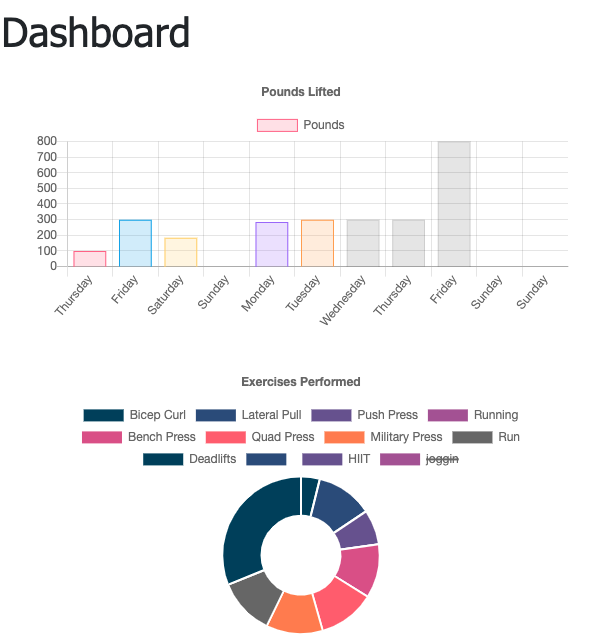 Dashboard
Pounds Lifted
Pounds
800
700
600
500
400
300
200
100
0
Thursday Friday Saturday Sunday Monday Tuesday Wednesday Thursday Friday Sunday Sunday
Exercises Performed
Bicep Curl Lateral Pull Push Press Running
Bench Press Quad Press Military Press Run
Deadlifts HIIT joggin